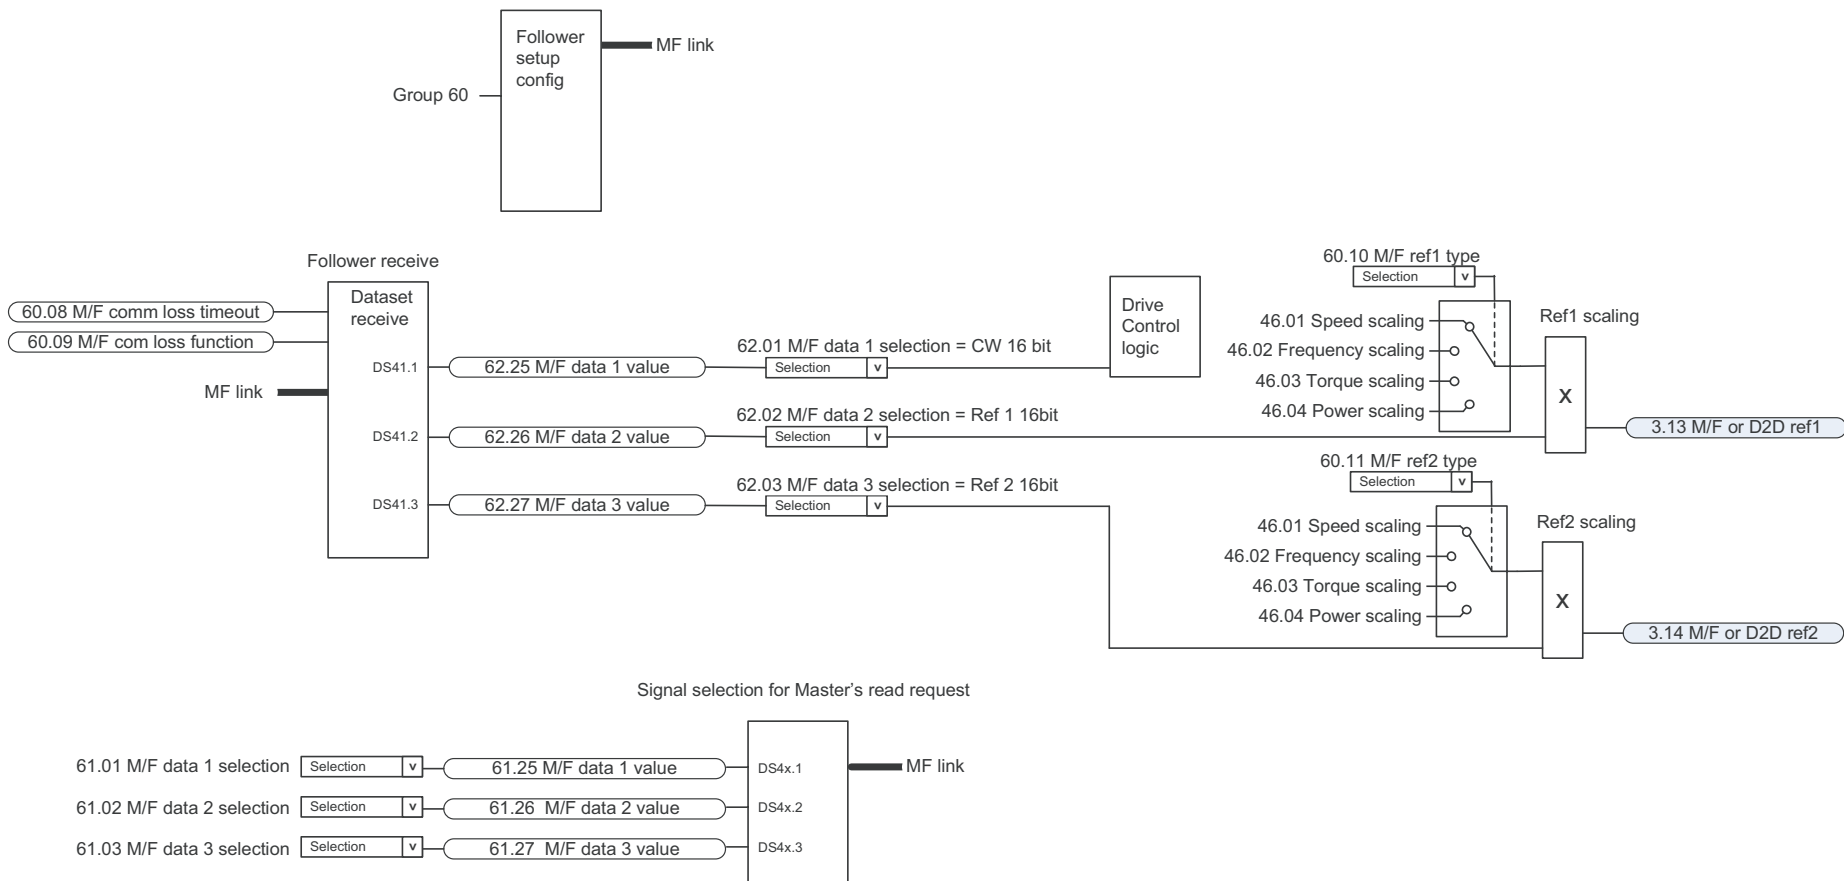 Follower
setup
config
MF link
Group 60
Follower receive
60.08 M/F comm loss timeout
60.09 M/F com loss function
MF link
Dataset
receive
DS41.1
DS41.2
DS41.3
62.25 M/F data 1 value
62.26 M/F data 2 value
62.27 M/F data 3 value
62.01 M/F data 1 selection = CW 16 bit
Selection v
62.02 M/F data 2 selection = Ref 1 16bit
Selection v
62.03 M/F data 3 selection = Ref 2 16bit
Selection v
Drive
Control
logic
60.10 M/F ref1 type
Selection v
46.01 Speed scaling
46.02 Frequency scaling
46.03 Torque scaling
46.04 Power scaling
Ref1 scaling
X
3.13 M/F or D2D ref1
60.11 M/F ref2 type
Selection v
46.01 Speed scaling
46.02 Frequency scaling
46.03 Torque scaling
46.04 Power scaling
Ref2 scaling
X
3.14 M/F or D2D ref2
Signal selection for Master's read request
61.01 M/F data 1 selection Selection v 61.25 M/F data 1 value DS4x.1 MF link
61.02 M/F data 2 selection Selection v 61.26 M/F data 2 value DS4x.2
61.03 M/F data 3 selection Selection v 61.27 M/F data 3 value DS4x.3